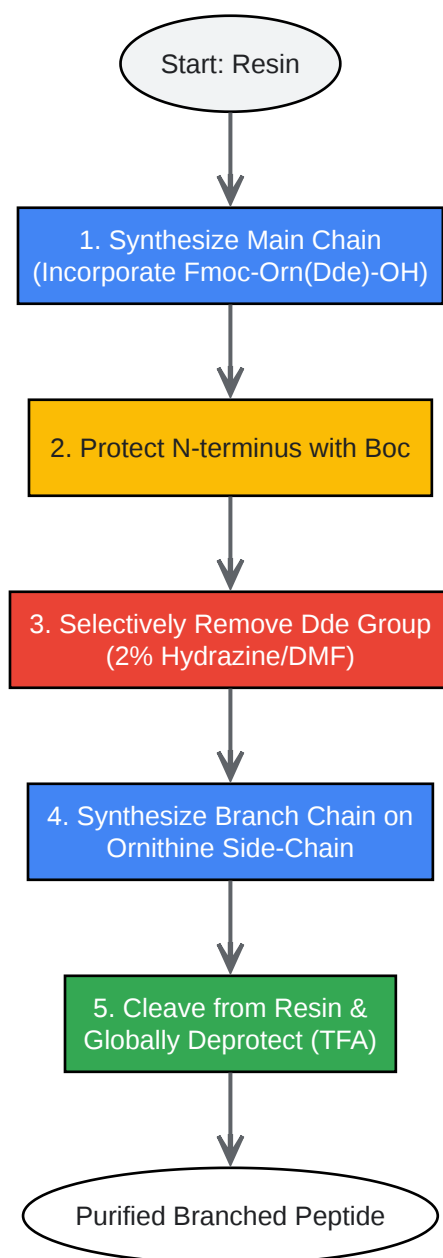 Start: Resin
1. Synthesize Main Chain
(Incorporate Fmoc-Orn(Dde)-OH)
2. Protect N-terminus with Boc
3. Selectively Remove Dde Group
(2% Hydrazine/DMF)
4. Synthesize Branch Chain on
Ornithine Side-Chain
5. Cleave from Resin &
Globally Deprotect (TFA)
Purified Branched Peptide